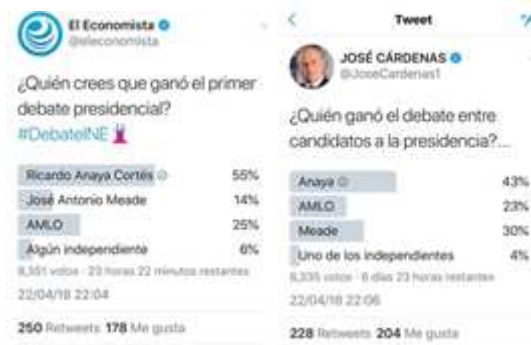 El Economista
@eleconomista
¿Quién crees que ganó el primer
debate presidencial?
#DebateINE
Ricardo Anaya Cortés 55%
José Antonio Meade 14%
AMLO 25%
Algún independiente 6%
8,351 votos · 23 horas 22 minutos restantes
22/04/18 22:04
250 Retweets 178 Me gusta
Tweet
JOSÉ CÁRDENAS
@JoseCardenas1
¿Quién ganó el debate entre
candidatos a la presidencia?...
Anaya 43%
AMLO 23%
Meade 30%
Uno de los independientes 4%
8,335 votos · 6 días 23 horas restantes
22/04/18 22:06
228 Retweets 204 Me gusta